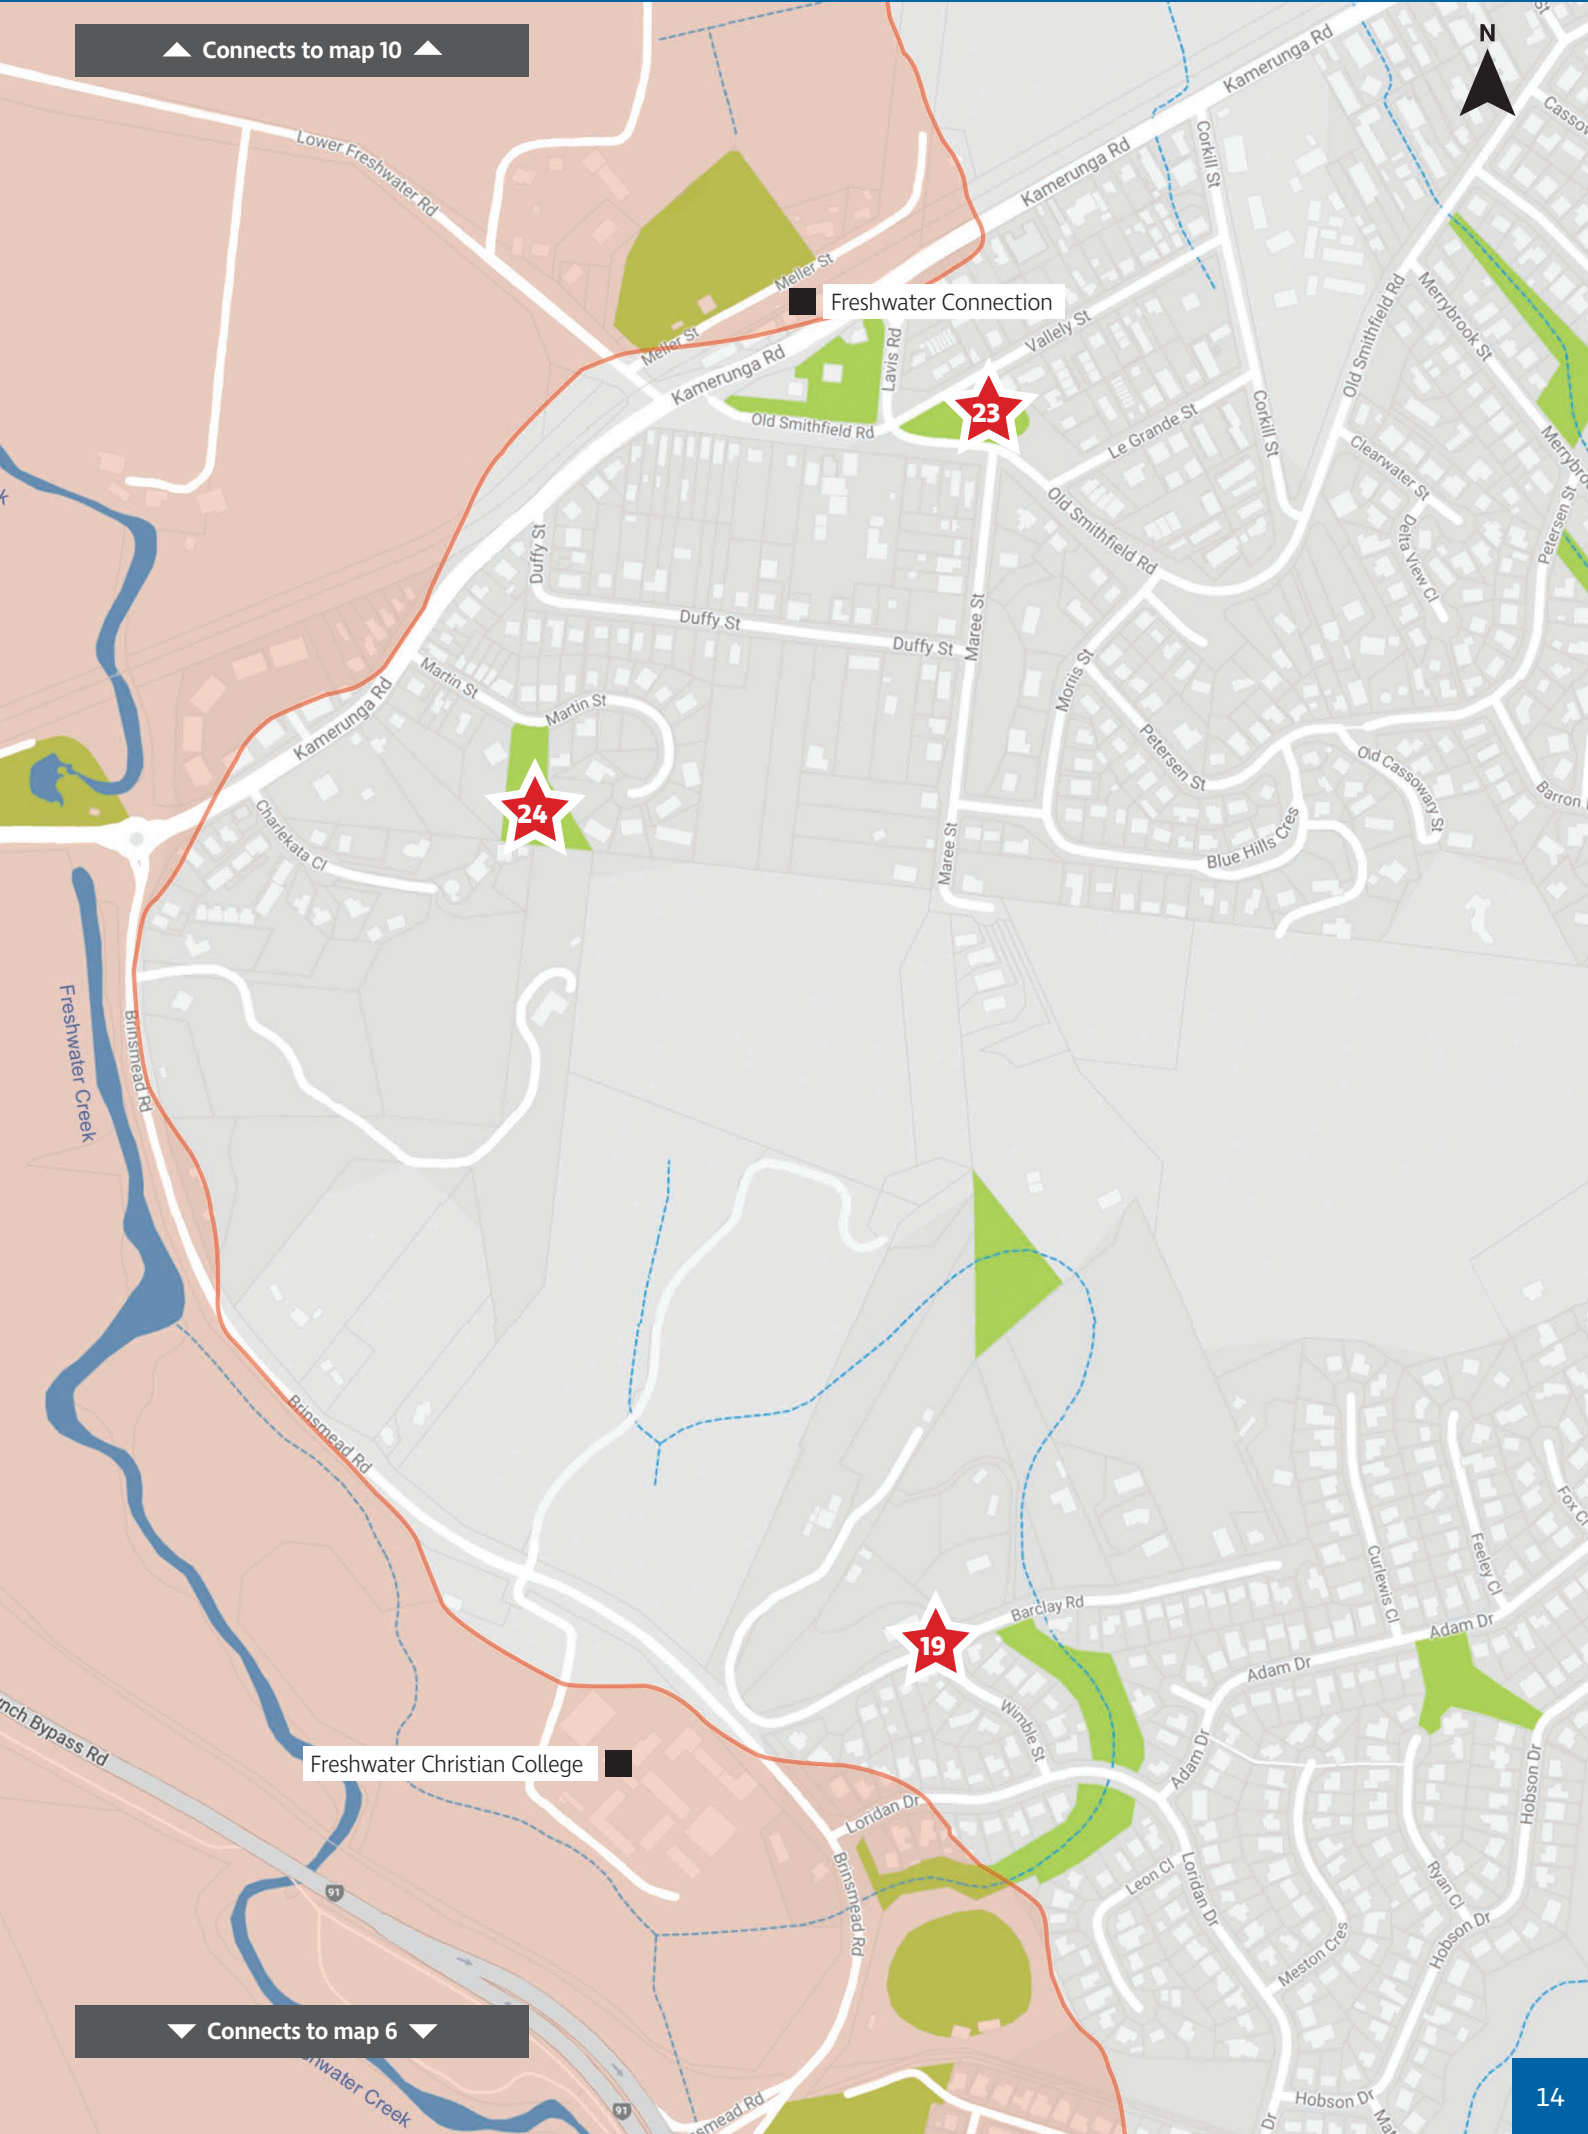 Connects to map 10
N
Kamerunga Rd
Lower Freshwater Rd
Kamerunga Rd
Corkill St
Meller St
Freshwater Connection
Meller St
Kamerunga Rd
Lavis Rd
Vallely St
Old Smithfield Rd
Merrybrook St
23
Old Smithfield Rd
Le Grande St
Corkill St
Clearwater St
Old Smithfield Rd
Petersen St
Delta View Cl
Duffy St
Duffy St
Duffy St
Maree St
Martin St
Martin St
Morris St
Kamerunga Rd
Petersen St
Old Cassowary St
Barron
24
Charlekata Cl
Maree St
Blue Hills Cres
Freshwater Creek
Brinsmead Rd
Brinsmead Rd
Curlewis Cl
Feeley Cl
Barclay Rd
19
Adam Dr
Adam Dr
Wimble St
Adam Dr
Bypass Rd
Freshwater Christian College
Hobson Dr
Loridan Dr
Brinsmead Rd
Leon Cl
Loridan Dr
Ryan Cl
Hobson Dr
Meston Cres
91
Connects to map 6
Creek
91
Rd
Hobson Dr
Dr
14